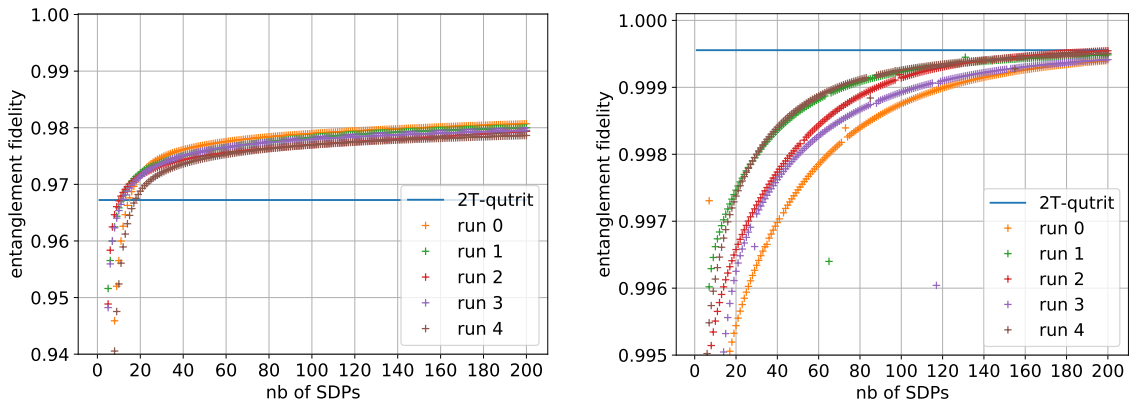 1.00
0.99
0.98
0.97
0.96
0.95
0.94
entanglement fidelity
0 20 40 60 80 100 120 140 160 180 200
nb of SDPs
2T-qutrit
run 0
run 1
run 2
run 3
run 4
1.000
0.999
0.998
0.997
0.996
0.995
entanglement fidelity
0 20 40 60 80 100 120 140 160 180 200
nb of SDPs
2T-qutrit
run 0
run 1
run 2
run 3
run 4